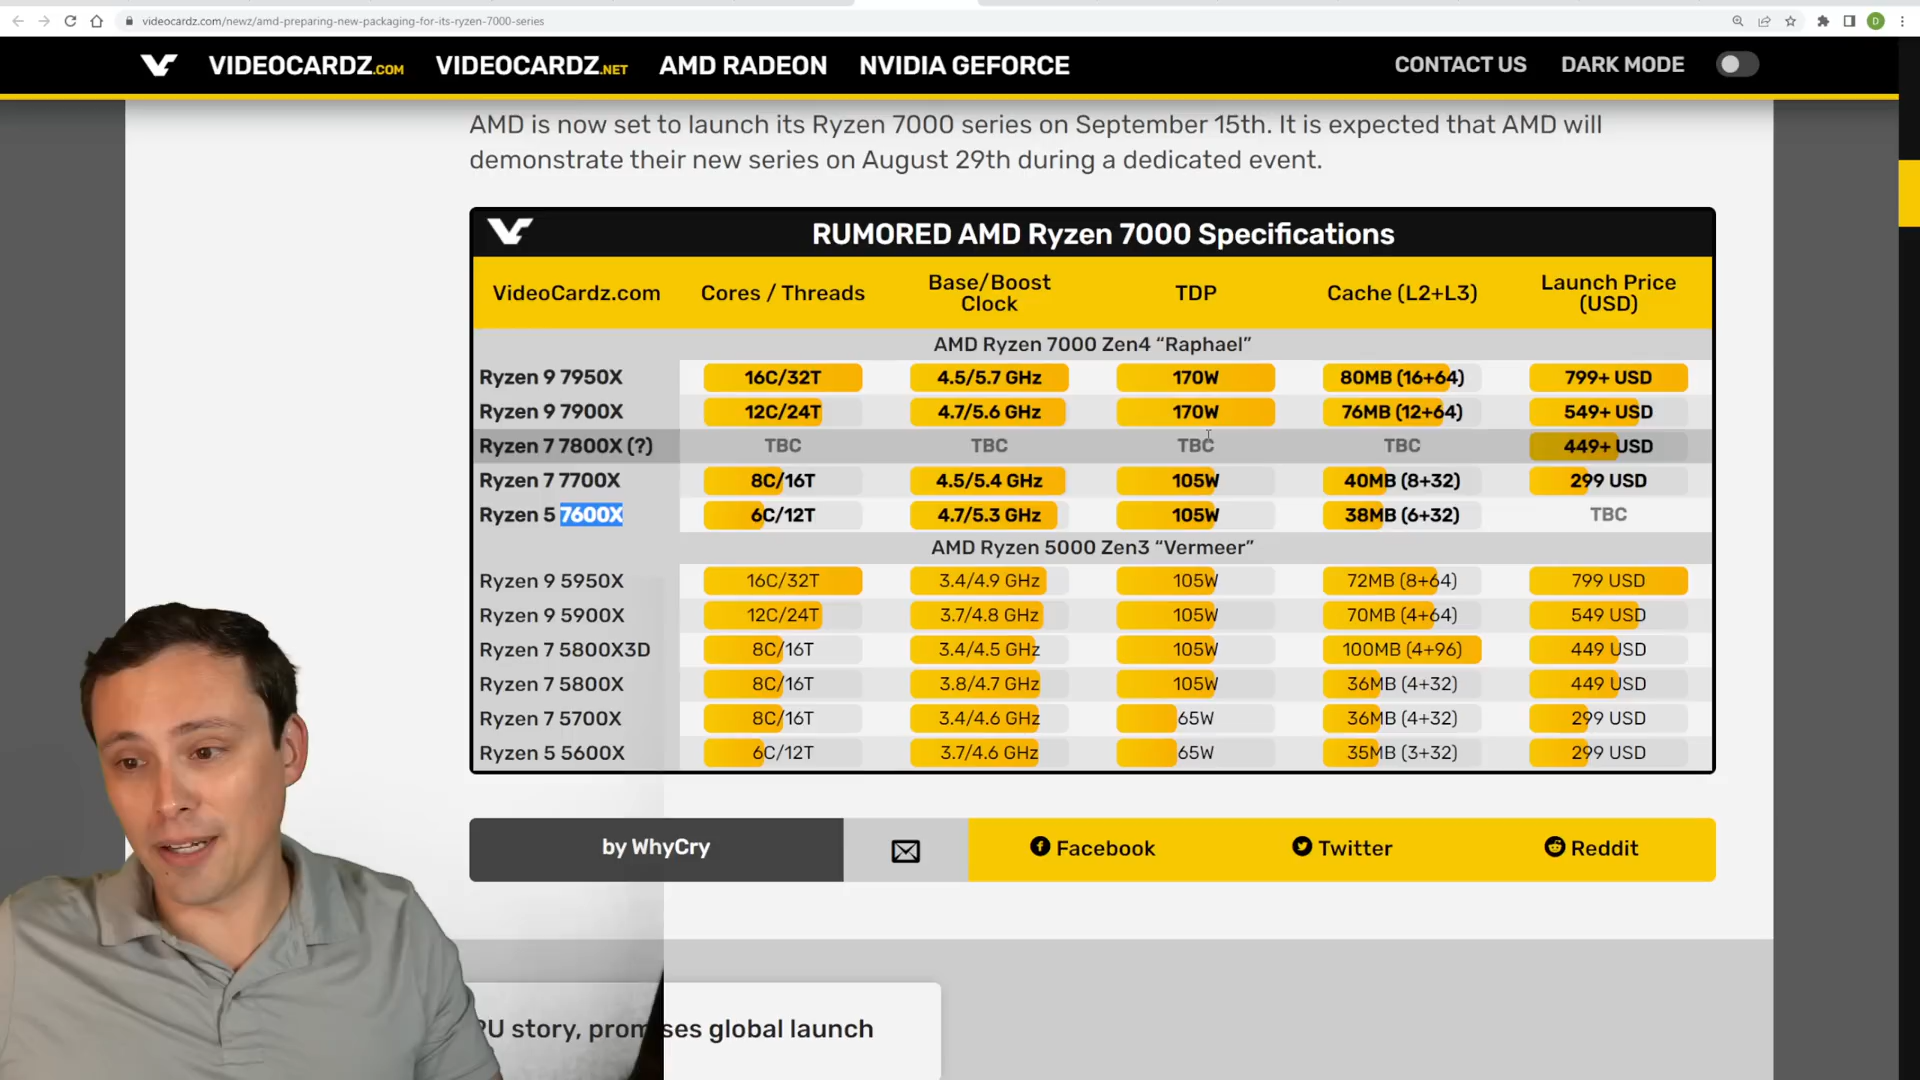 videocardz.com/newz/amd-preparing-new-packaging-for-its-ryzen-7000-series
D
VIDEOCARDZ.COM VIDEOCARDZ.NET AMD RADEON NVIDIA GEFORCE CONTACT US DARK MODE
AMD is now set to launch its Ryzen 7000 series on September 15th. It is expected that AMD will
demonstrate their new series on August 29th during a dedicated event.
RUMORED AMD Ryzen 7000 Specifications
VideoCardz.com Cores / Threads Base/Boost Clock TDP Cache (L2+L3) Launch Price (USD)
AMD Ryzen 7000 Zen4 “Raphael”
Ryzen 9 7950X 16C/32T 4.5/5.7 GHz 170W 80MB (16+64) 799+ USD
Ryzen 9 7900X 12C/24T 4.7/5.6 GHz 170W 76MB (12+64) 549+ USD
Ryzen 7 7800X (?) TBC TBC TBC TBC 449+ USD
Ryzen 7 7700X 8C/16T 4.5/5.4 GHz 105W 40MB (8+32) 299 USD
Ryzen 5 7600X 6C/12T 4.7/5.3 GHz 105W 38MB (6+32) TBC
AMD Ryzen 5000 Zen3 “Vermeer”
Ryzen 9 5950X 16C/32T 3.4/4.9 GHz 105W 72MB (8+64) 799 USD
Ryzen 9 5900X 12C/24T 3.7/4.8 GHz 105W 70MB (4+64) 549 USD
Ryzen 7 5800X3D 8C/16T 3.4/4.5 GHz 105W 100MB (4+96) 449 USD
Ryzen 7 5800X 8C/16T 3.8/4.7 GHz 105W 36MB (4+32) 449 USD
Ryzen 7 5700X 8C/16T 3.4/4.6 GHz 65W 36MB (4+32) 299 USD
Ryzen 5 5600X 6C/12T 3.7/4.6 GHz 65W 35MB (3+32) 299 USD
by WhyCry Facebook Twitter Reddit
story, promises global launch